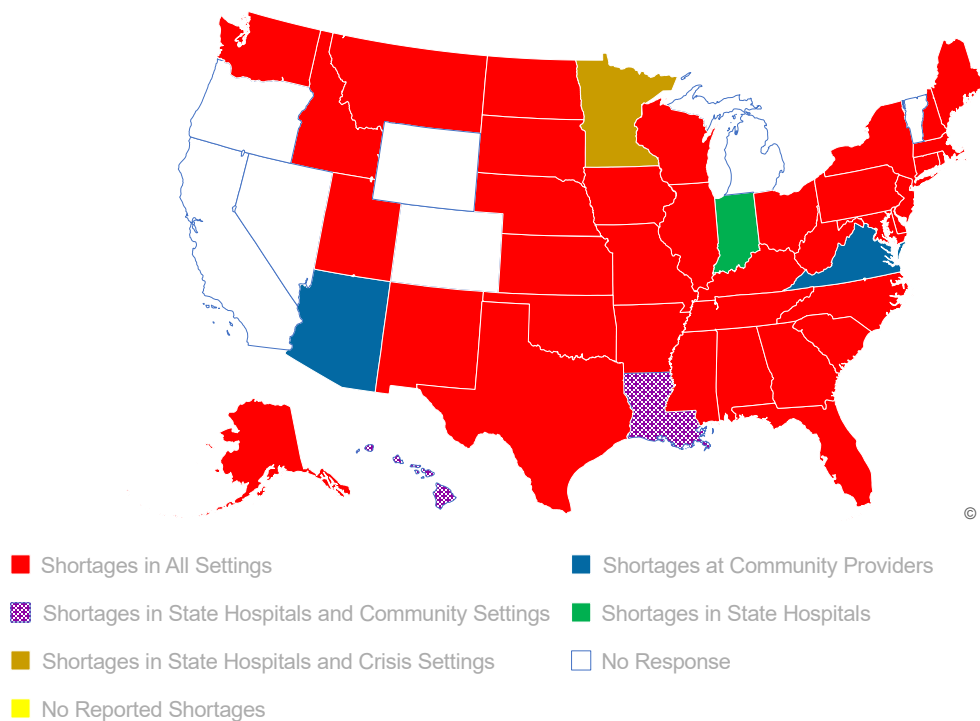 ©
Shortages in All Settings
Shortages at Community Providers
Shortages in State Hospitals and Community Settings
Shortages in State Hospitals
Shortages in State Hospitals and Crisis Settings
No Response
No Reported Shortages